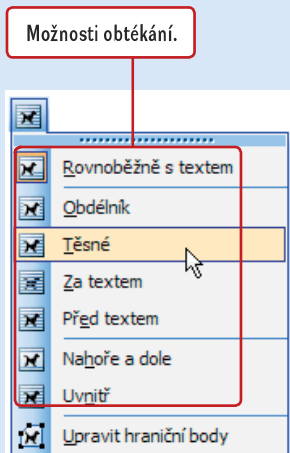 Možnosti obtékání.
Rovnoběžně s textem
Obdélník
Těsné
Za textem
Před textem
Nahoře a dole
Uvnitř
Upravit hraniční body